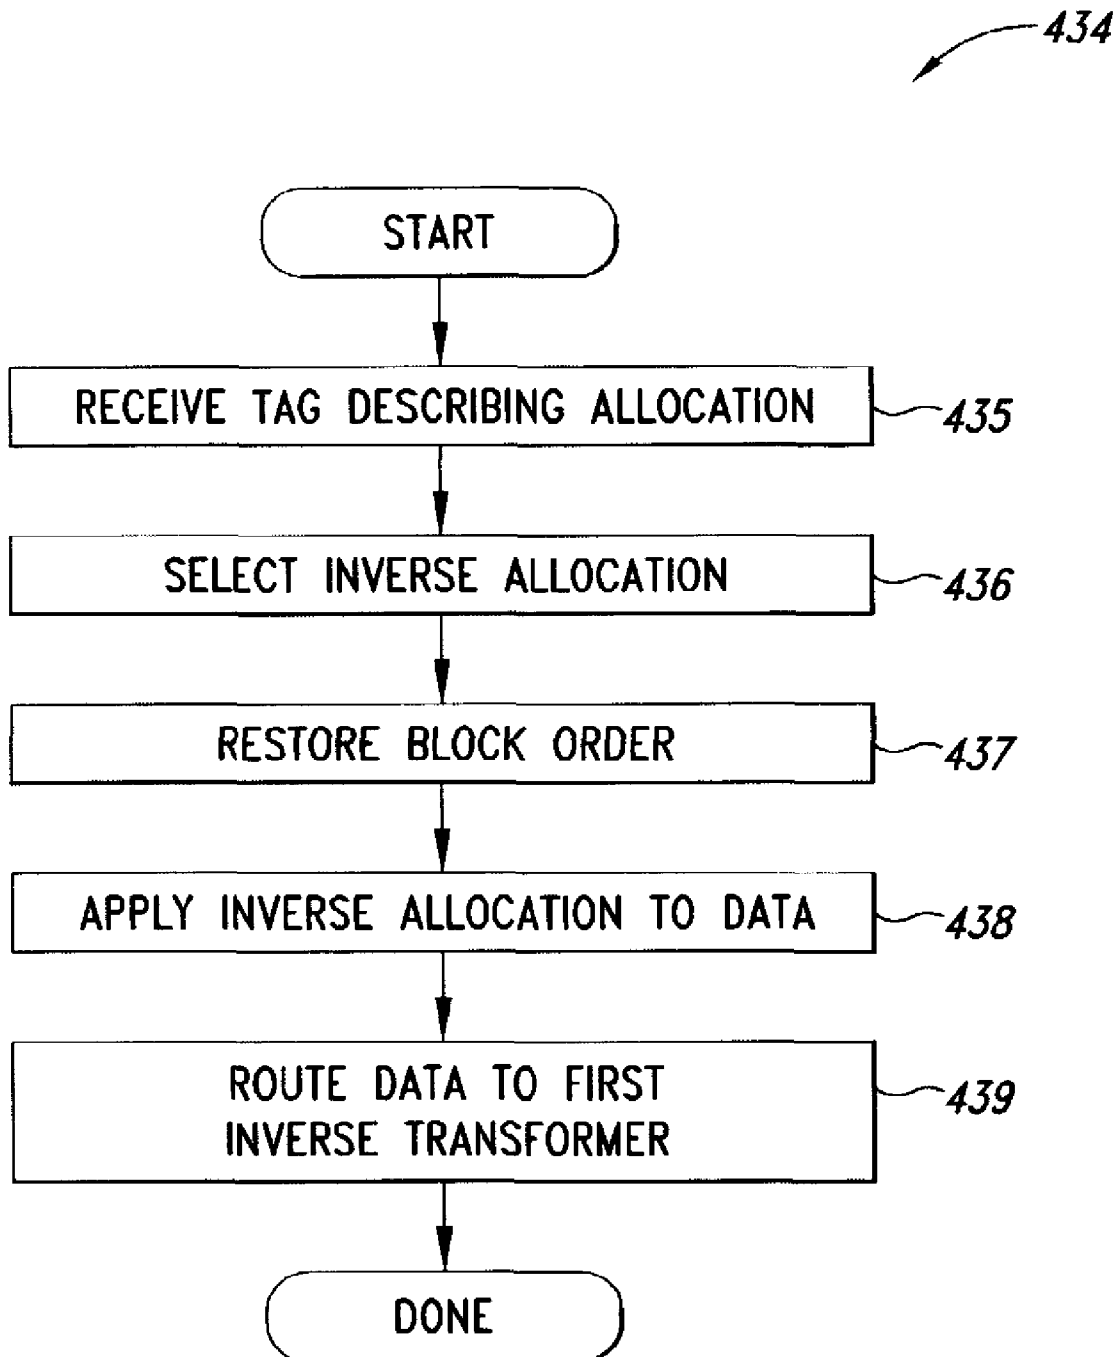 434
START
RECEIVE TAG DESCRIBING ALLOCATION
435
SELECT INVERSE ALLOCATION
436
RESTORE BLOCK ORDER
437
APPLY INVERSE ALLOCATION TO DATA
438
ROUTE DATA TO FIRST
INVERSE TRANSFORMER
439
DONE